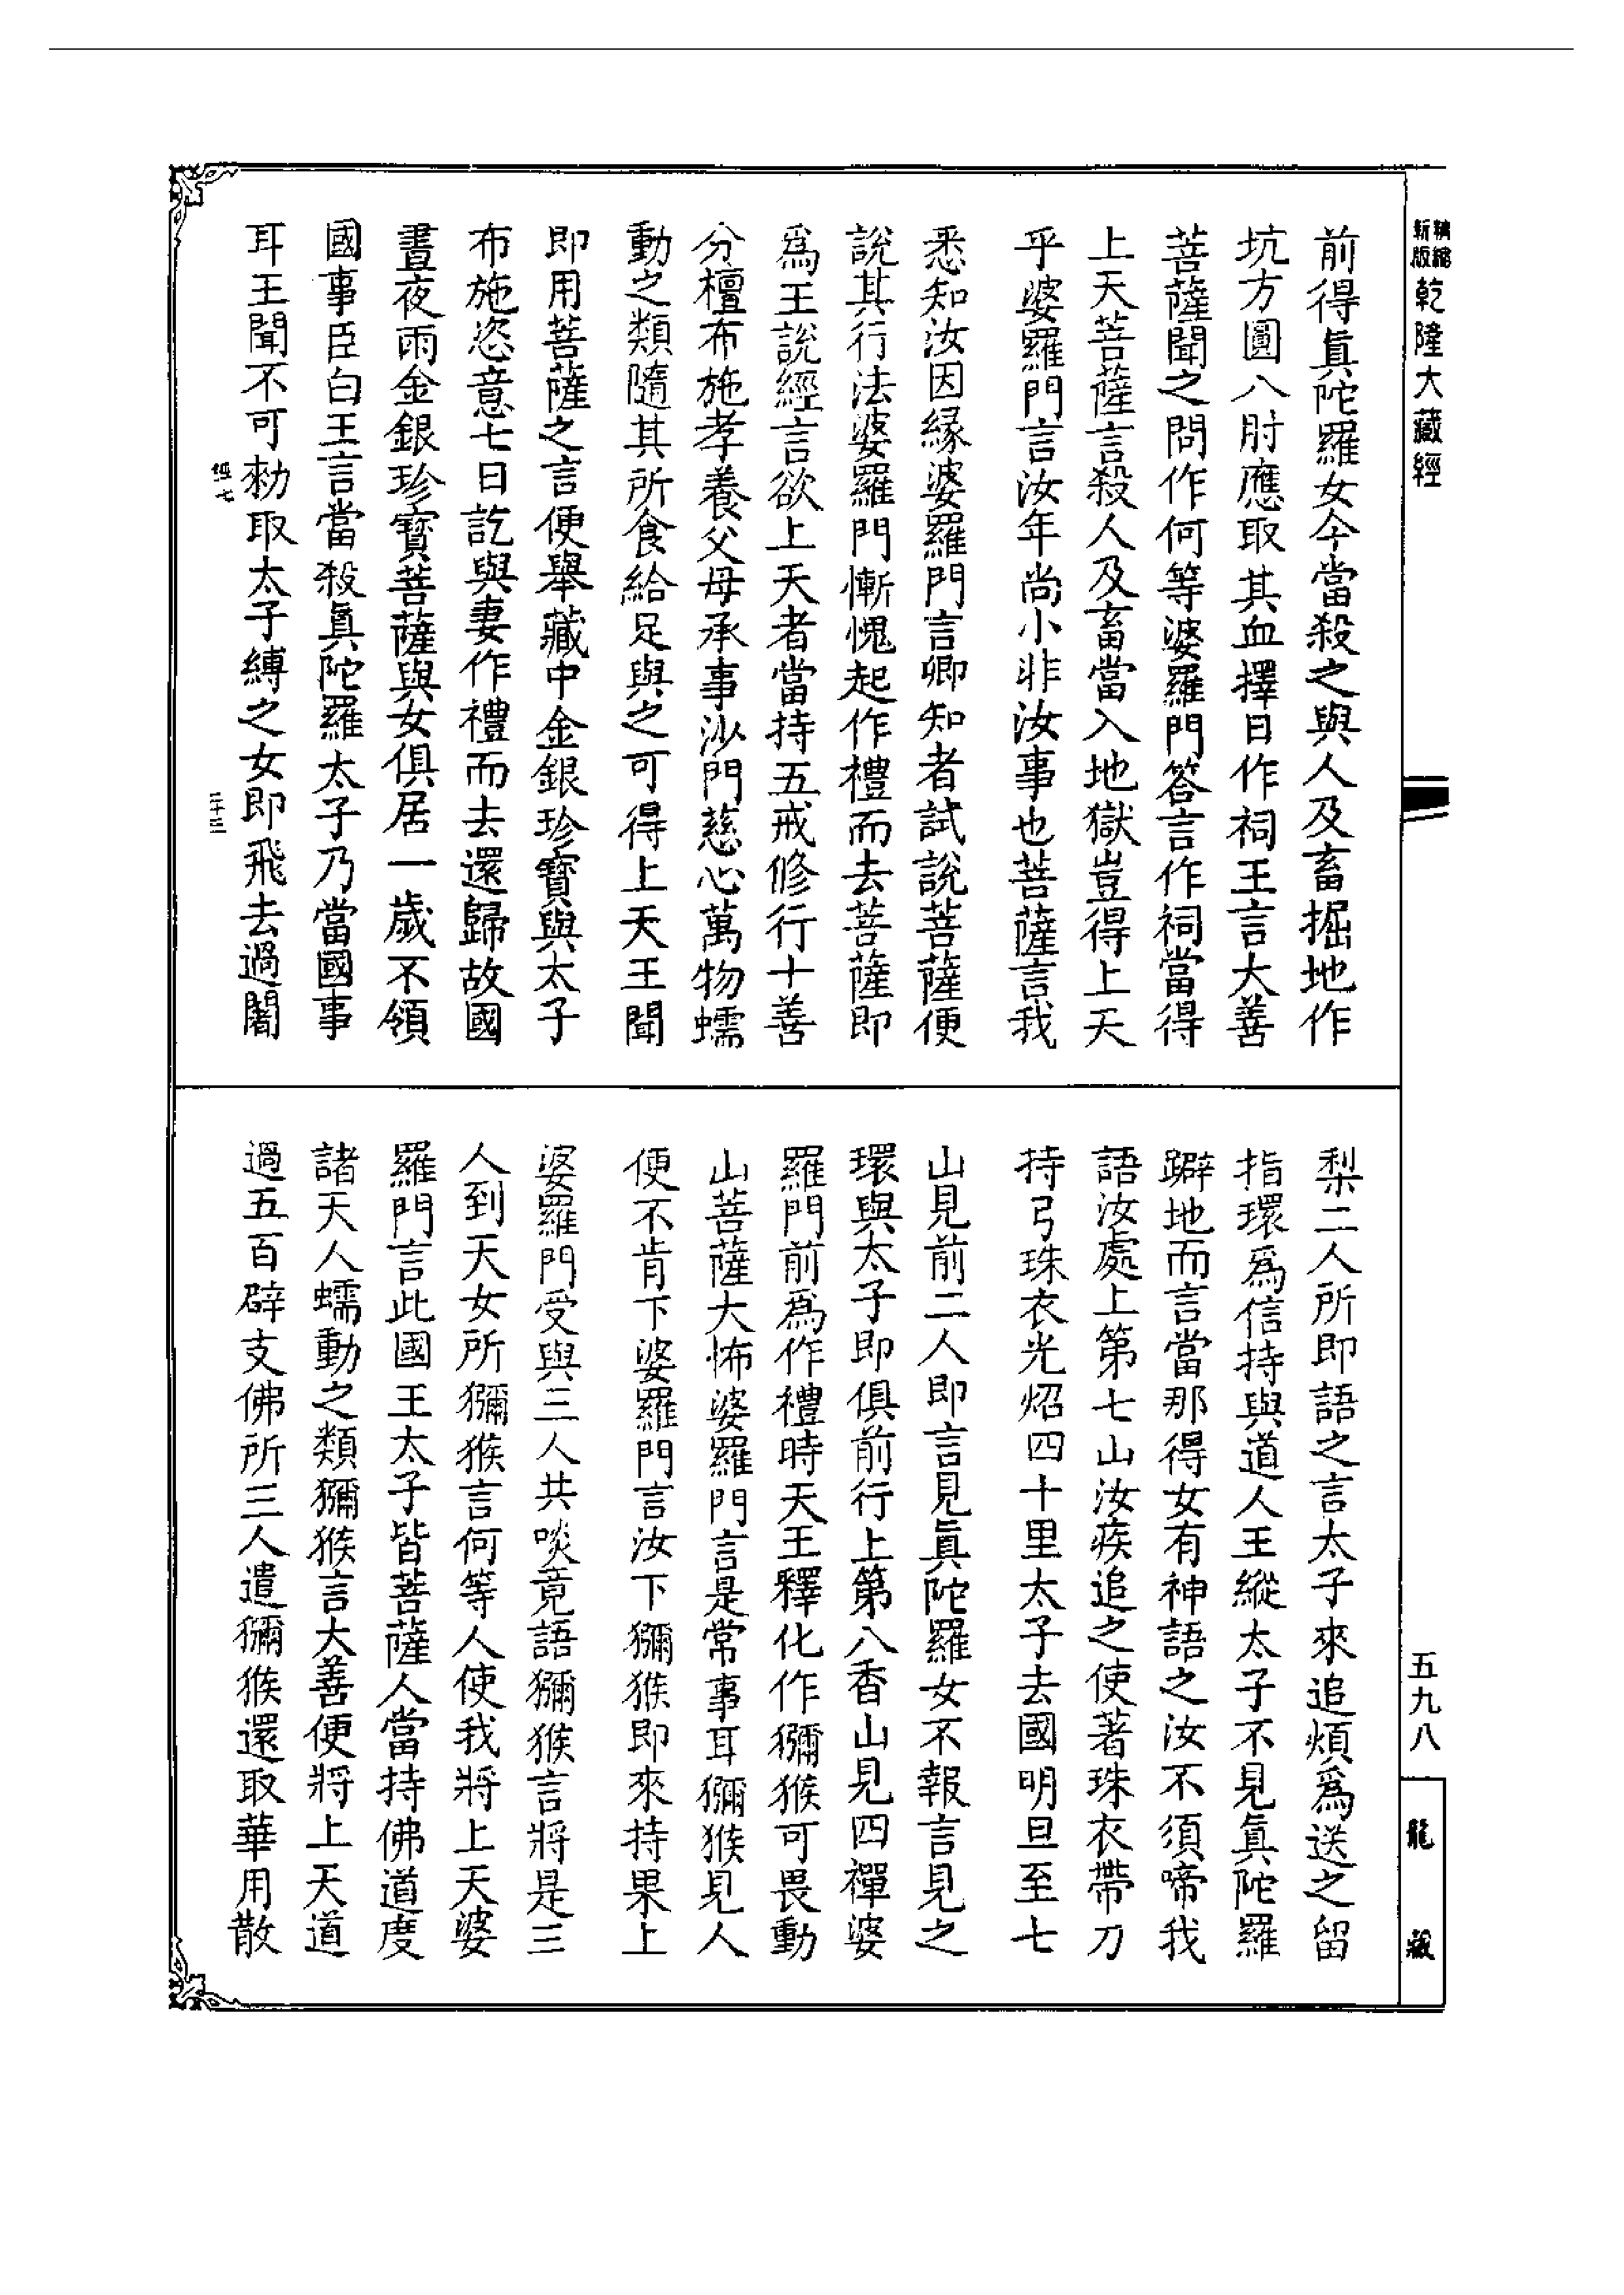 精縮
新版
乾隆大藏經
前得眞陀羅女今當殺之與人及畜掘地作
坑方圓八肘應取其血擇日作祠王言大善
菩薩聞之問作何等婆羅門答言作祠當得
上天菩薩言殺人及畜當入地獄豈得上天
乎婆羅門言汝年尚小非汝事也菩薩言我
悉知汝因緣婆羅門言卿知者試說菩薩便
說其行法婆羅門慚愧起作禮而去菩薩即
爲王說經言欲上天者當持五戒修行十善
分檀布施孝養父母承事沙門慈心萬物蠕
動之類隨其所食給足與之可得上天王聞
即用菩薩之言便舉藏中金銀珍寶與太子
布施恣意七日訖與妻作禮而去還歸故國
晝夜雨金銀珍寶菩薩與女俱居一歲不領
國事臣白王言當殺眞陀羅太子乃當國事
耳王聞不可勑取太子縛之女即飛去過闍
梨二人所即語之言太子來追煩爲送之留
指環爲信持與道人王縱太子不見眞陀羅
躃地而言當那得女有神語之汝不須啼我
語汝處上第七山汝疾追之使著珠衣帶刀
持弓珠衣光炤四十里太子去國明旦至七
山見前二人即言見眞陀羅女不報言見之
環與太子即俱前行上第八香山見四禪婆
羅門前爲作禮時天王釋化作獼猴可畏動
山菩薩大怖婆羅門言是常事耳獼猴見人
便不肯下婆羅門言汝下獼猴即來持果上
婆羅門受與三人共啖竟語獼猴言將是三
人到天女所獼猴言何等人使我將上天婆
羅門言此國王太子皆菩薩人當持佛道度
諸天人蠕動之類獼猴言大善便將上天道
過五百辟支佛所三人遣獼猴還取華用散
五九八
龍藏